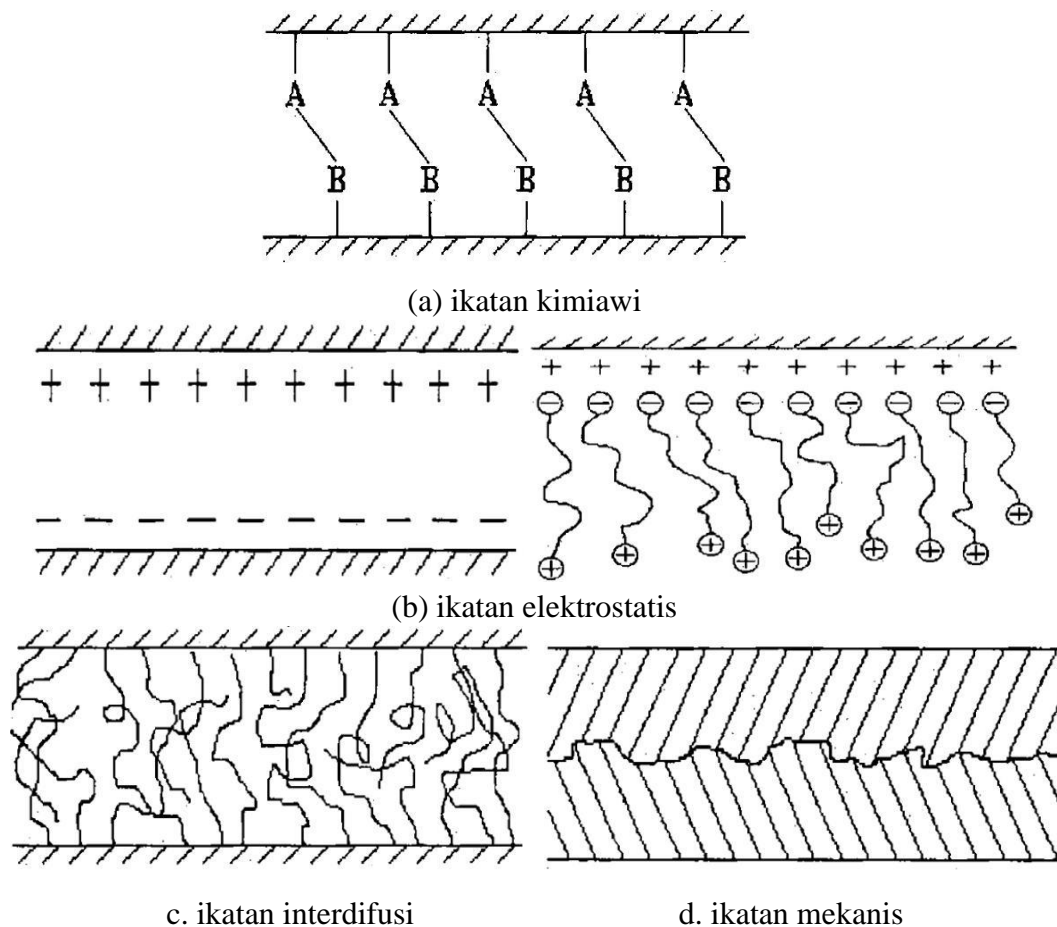 A A A A A
B B B B B
(a) ikatan kimiawi
+ + + + + + + + + + + + + + + + + + + +
- - - - - - - - - -
- - - - - - - - - -
+ + + + + + + + + +
(b) ikatan elektrostatis
c. ikatan interdifusi d. ikatan mekanis